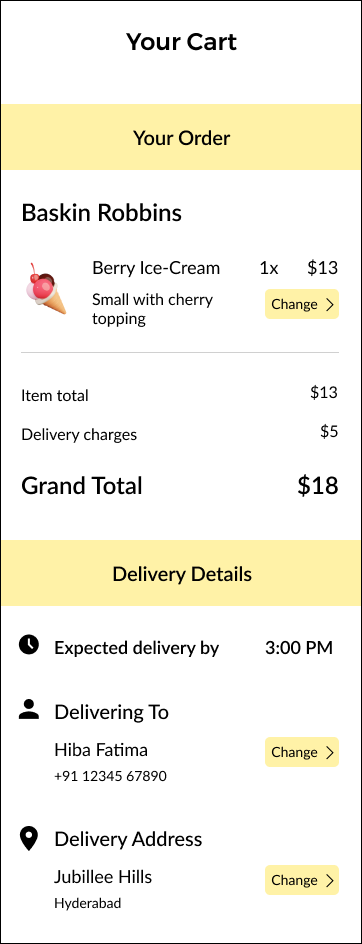 Your Cart
Your Order
Baskin Robbins
Berry Ice-Cream 1x $13
Small with cherry
topping
Change
Item total $13
Delivery charges $5
Grand Total $18
Delivery Details
Expected delivery by 3:00 PM
Delivering To
Hiba Fatima
Change
+91 12345 67890
Delivery Address
Jubillee Hills
Change
Hyderabad